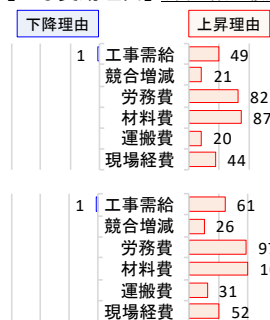 下降理由 上昇理由
1 工事需給 49
競合増減 21
労務費 82
材料費 87
運搬費 20
現場経費 44
1 工事需給 61
競合増減 26
労務費
材料費
運搬費 31
現場経費 52